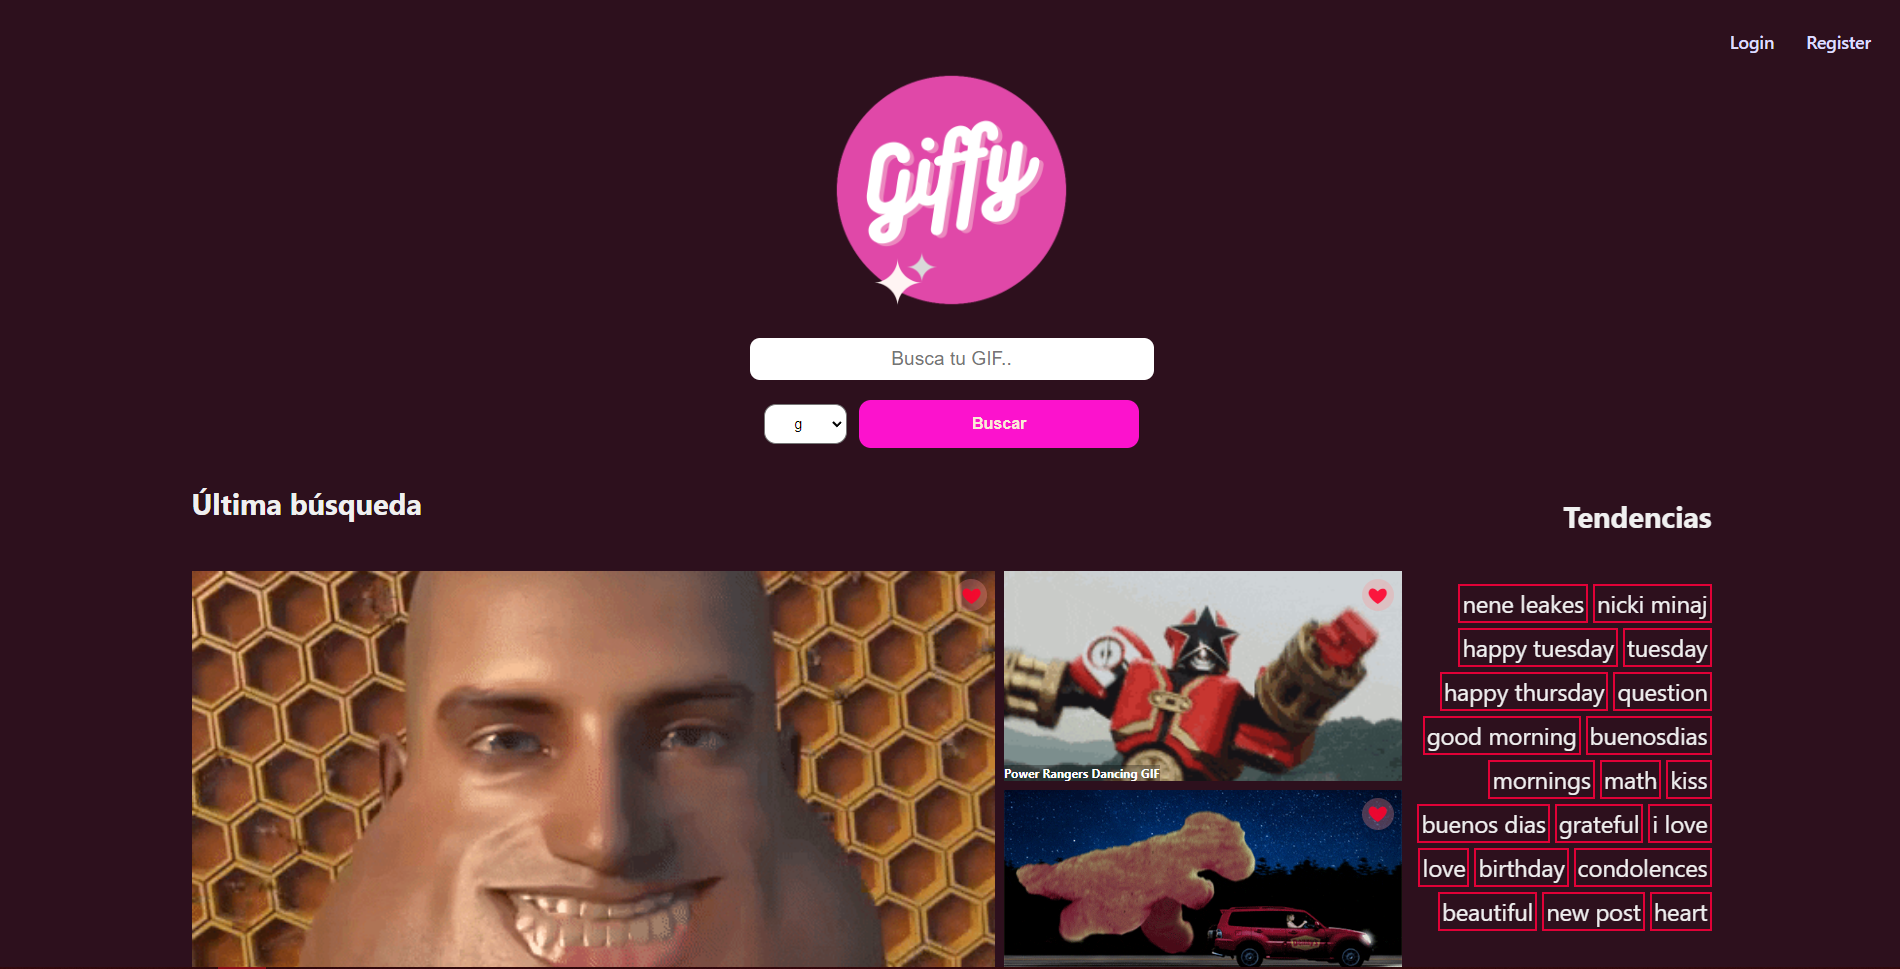 Login Register
Giffy
Busca tu GIF..
g
Buscar
Última búsqueda
Tendencias
Power Rangers Dancing GIF
nene leakes nicki minaj
happy tuesday tuesday
happy thursday question
good morning buenosdias
mornings math kiss
buenos dias grateful i love
love birthday condolences
beautiful new post heart